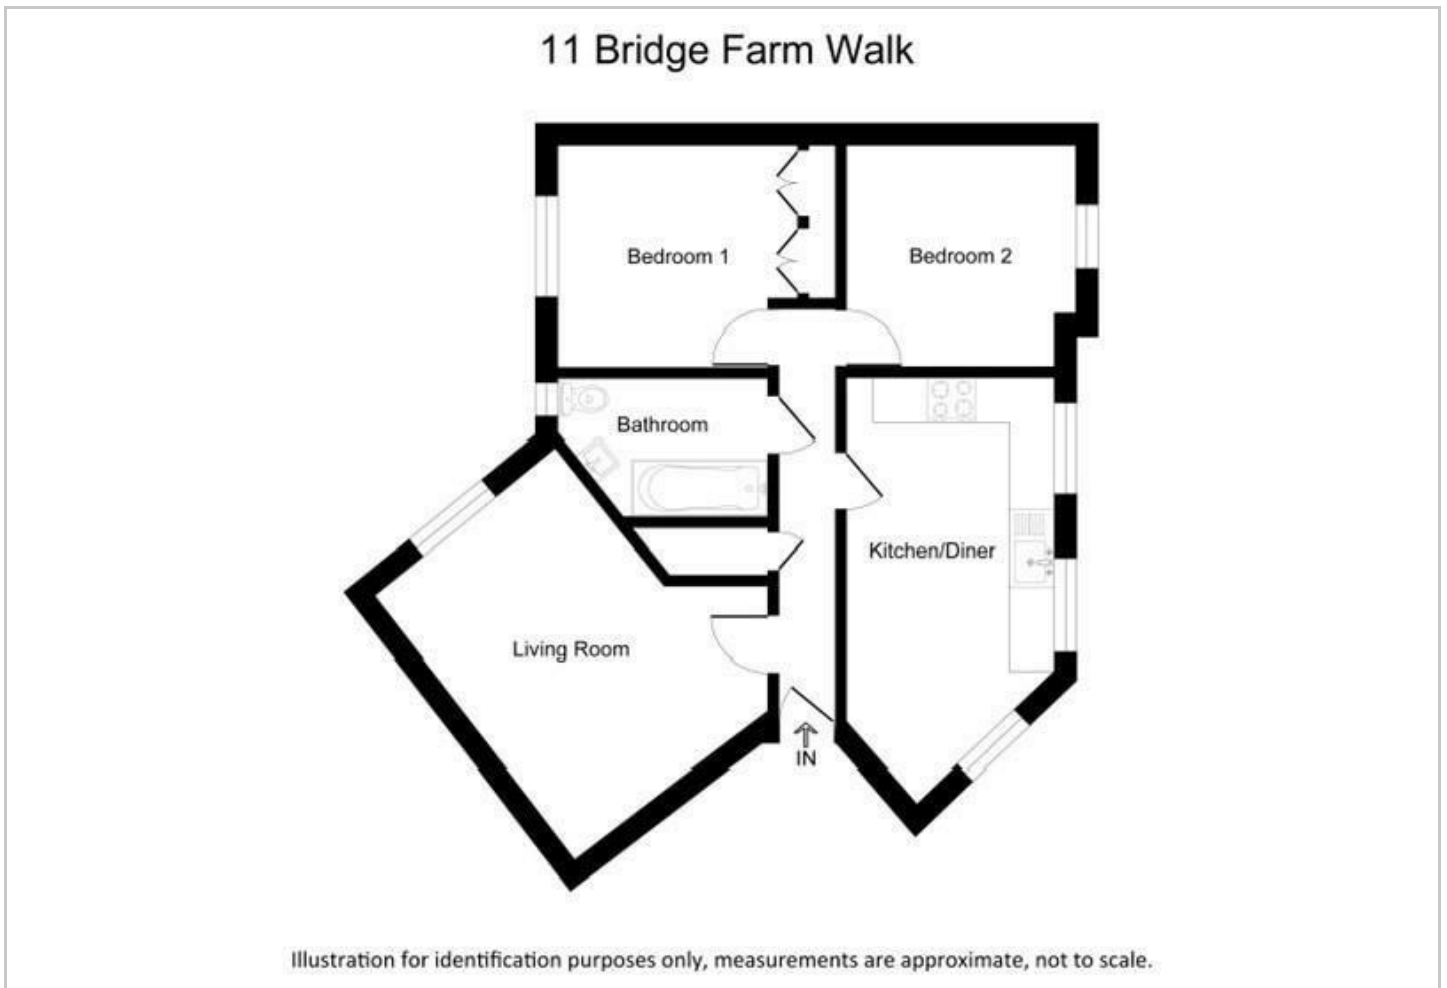 11 Bridge Farm Walk
Bedroom 1
Bedroom 2
Bathroom
Kitchen/Diner
Living Room
IN
Illustration for identification purposes only, measurements are approximate, not to scale.